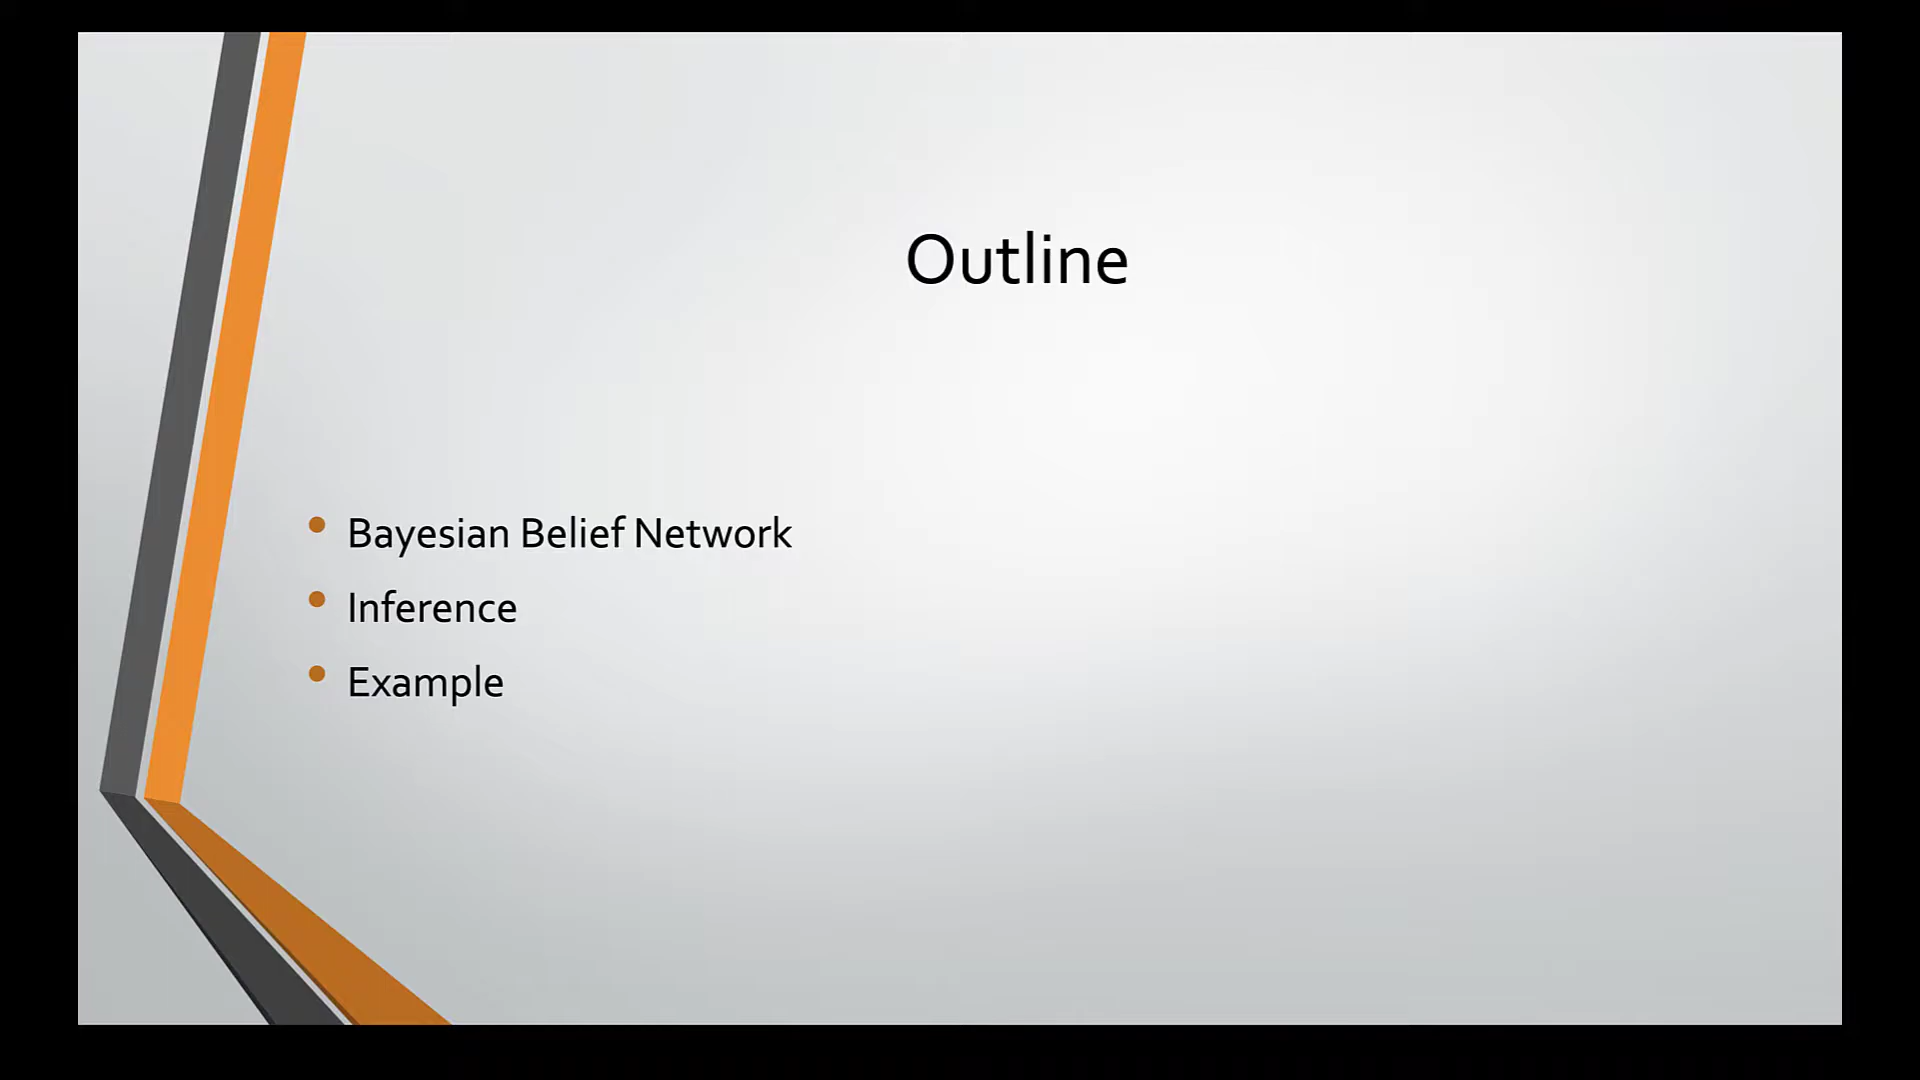 Outline
• Bayesian Belief Network
• Inference
• Example